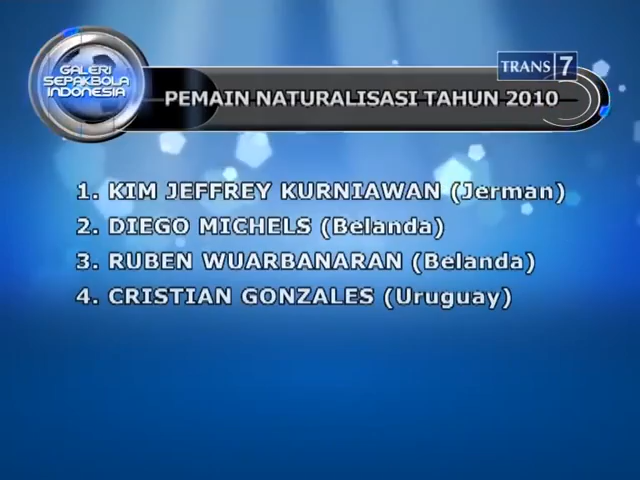 GALERI
SEPAKBOLA
INDONESIA
TRANS 7
PEMAIN NATURALISASI TAHUN 2010
1. KIM JEFFREY KURNIAWAN (Jerman)
2. DIEGO MICHELS (Belanda)
3. RUBEN WUARBANARAN (Belanda)
4. CRISTIAN GONZALES (Uruguay)